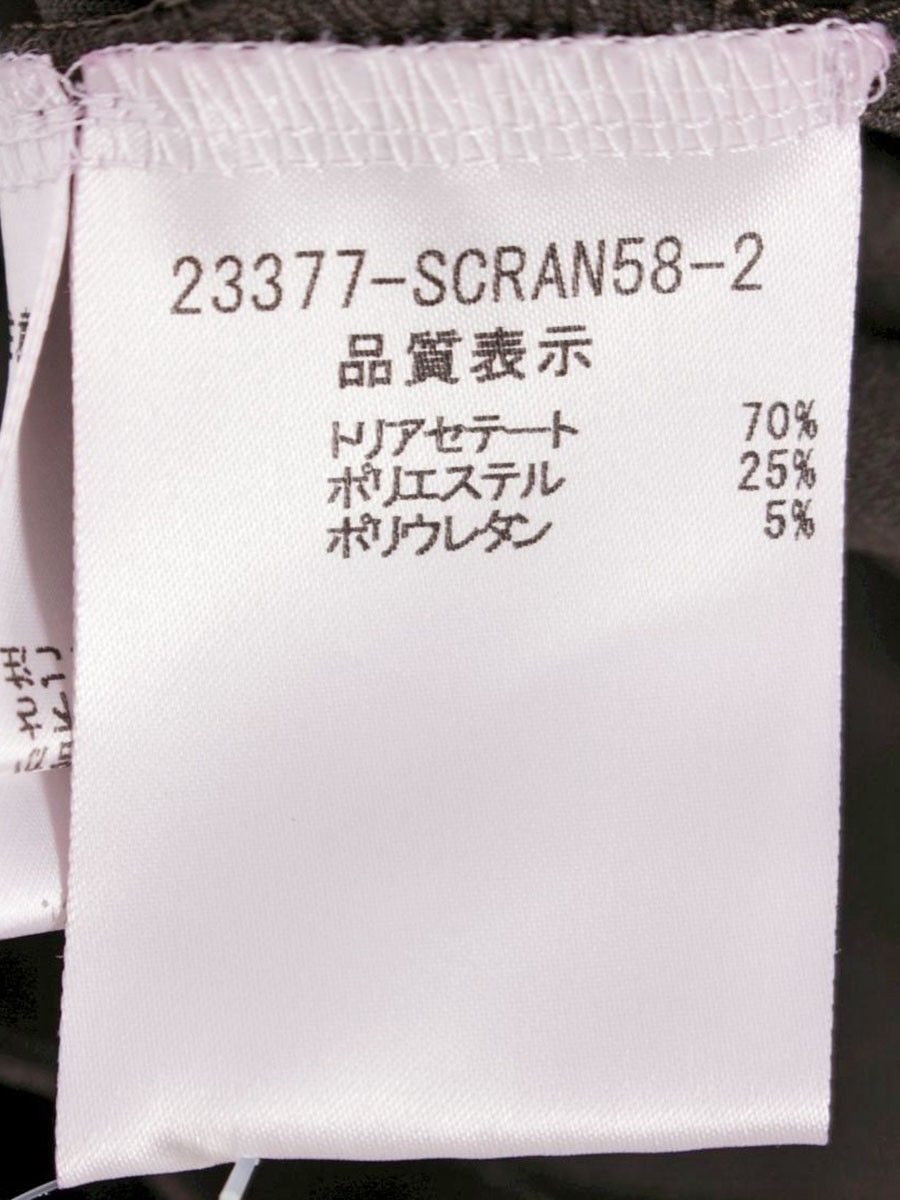 23377-SCRAN58-2
品質表示
トリアセテート 70%
ポリエステル 25%
ポリウレタン 5%